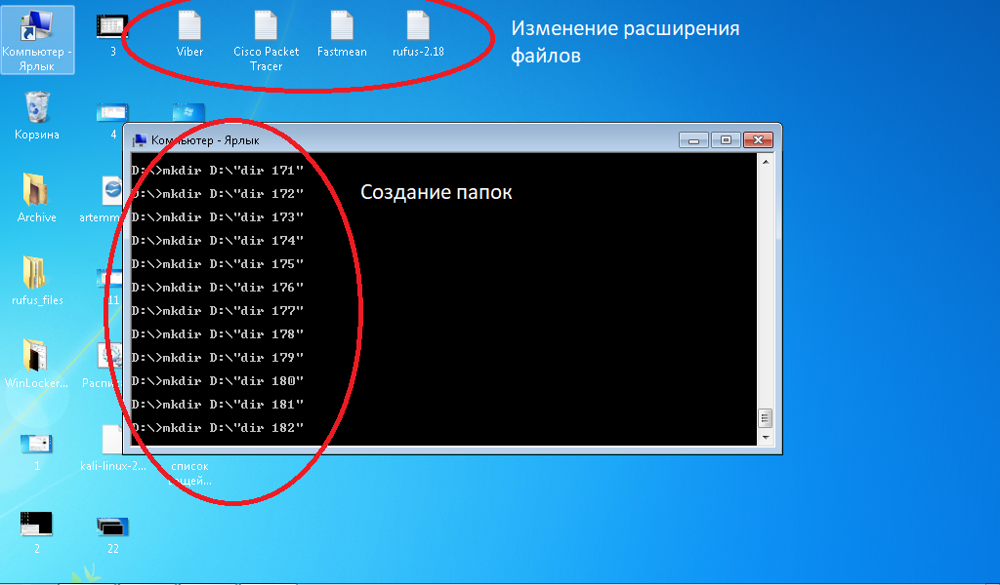 Компьютер -
Ярлык
3
Viber
Cisco Packet
Tracer
Fastmean
rufus-2.18
Изменение расширения
файлов
Корзина
4
Archive
rufus_files
11
WinLocker...
1
kali-linux-2...
список
2
22
Компьютер - Ярлык
D:\>mkdir D:\"dir 171"
D:\>mkdir D:\"dir 172"
D:\>mkdir D:\"dir 173"
D:\>mkdir D:\"dir 174"
D:\>mkdir D:\"dir 175"
D:\>mkdir D:\"dir 176"
D:\>mkdir D:\"dir 177"
D:\>mkdir D:\"dir 178"
D:\>mkdir D:\"dir 179"
D:\>mkdir D:\"dir 180"
D:\>mkdir D:\"dir 181"
D:\>mkdir D:\"dir 182"
Создание папок